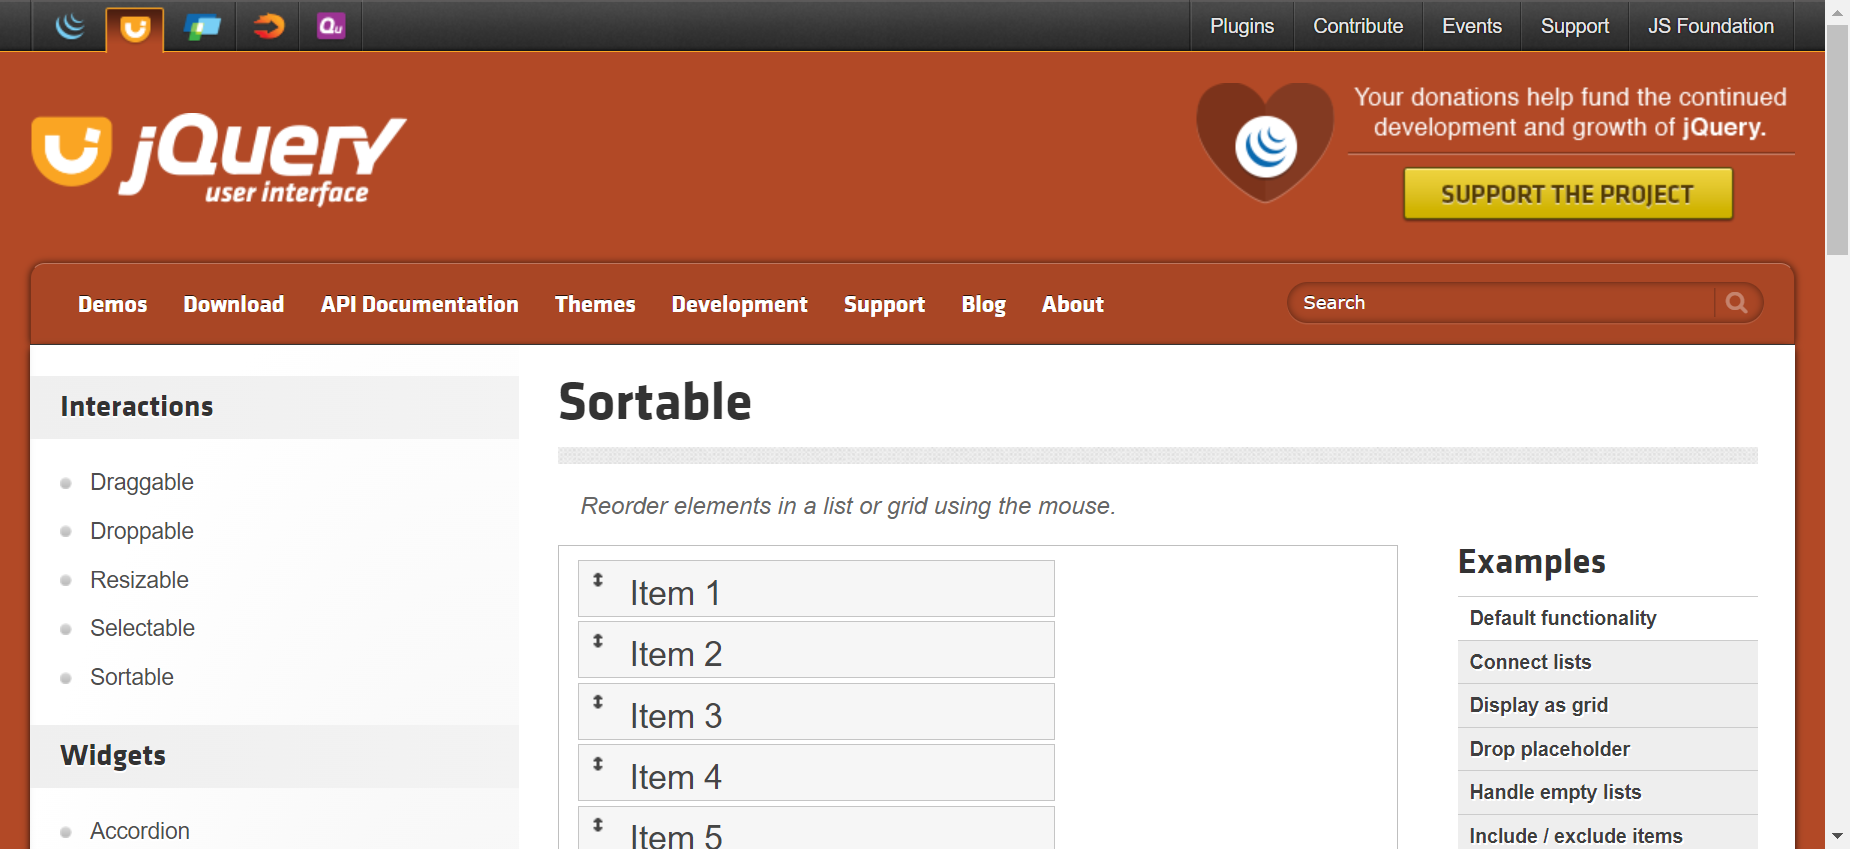 Qu
Plugins Contribute Events Support JS Foundation
jQuery
user interface
Your donations help fund the continued
development and growth of jQuery.
SUPPORT THE PROJECT
Demos Download API Documentation Themes Development Support Blog About
Search
Interactions
Draggable
Droppable
Resizable
Selectable
Sortable
Widgets
Accordion
Sortable
Reorder elements in a list or grid using the mouse.
Item 1
Item 2
Item 3
Item 4
Item 5
Examples
Default functionality
Connect lists
Display as grid
Drop placeholder
Handle empty lists
Include / exclude items